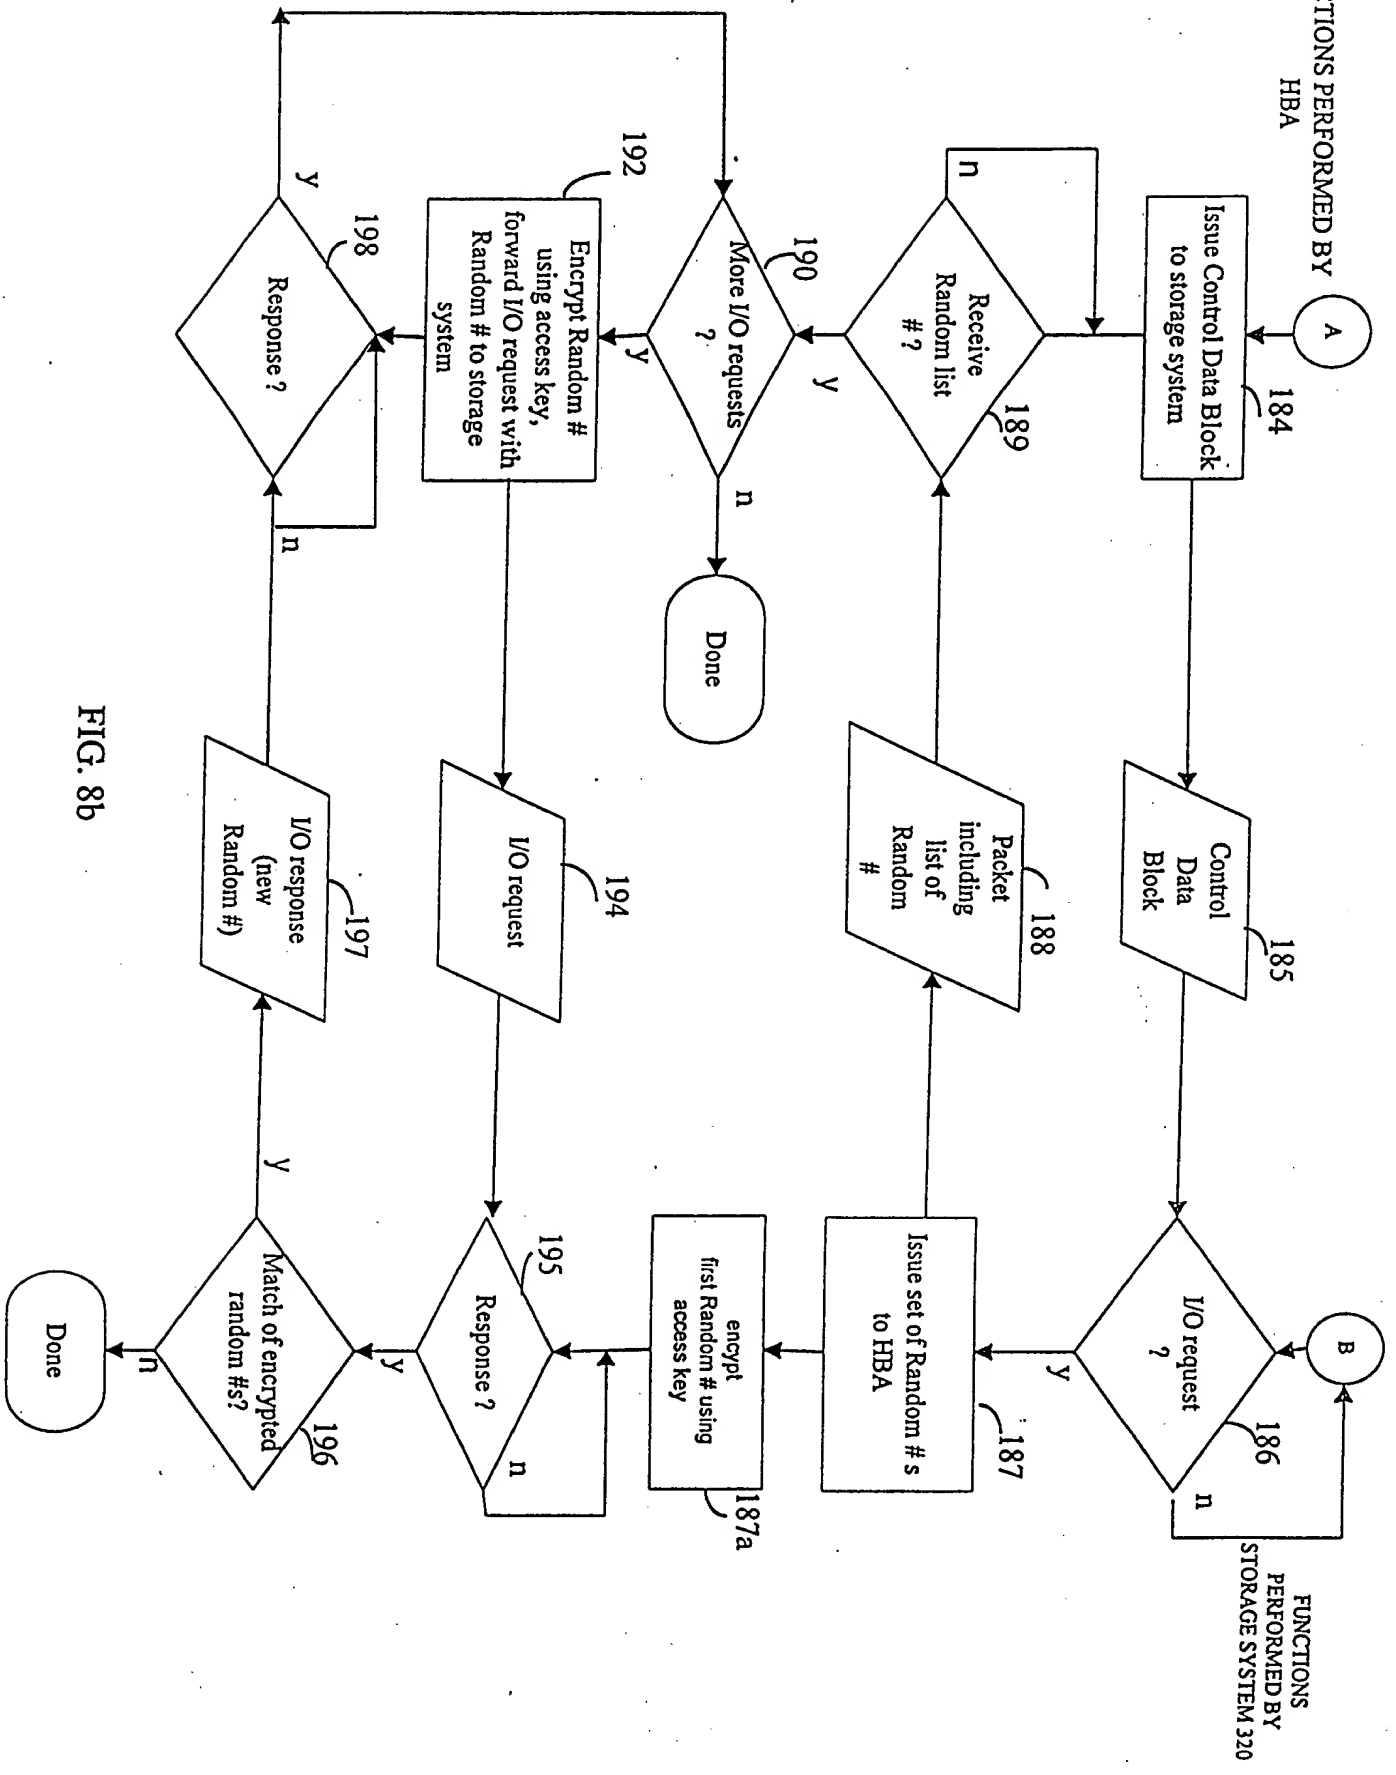 CTIONS PERFORMED BY
HBA
A
184
Issue Control Data Block
to storage system
Control
Data
Block
185
B
I/O request
?
186
n
y
FUNCTIONS
PERFORMED BY
STORAGE SYSTEM 320
n
Receive
Random list
# ?
189
y
Packet
including
list of
Random
#
188
Issue set of Random # s
to HBA
187
encrypt
first Random # using
access key
187a
190
More I/O requests
?
n
y
Done
192
Encrypt Random #
using access key,
forward I/O request with
Random # to storage
system
I/O request
194
195
Response ?
n
y
198
Response ?
y
n
I/O response
(new
Random #)
197
y
Match of encrypted
random #s?
196
n
Done
FIG. 8b